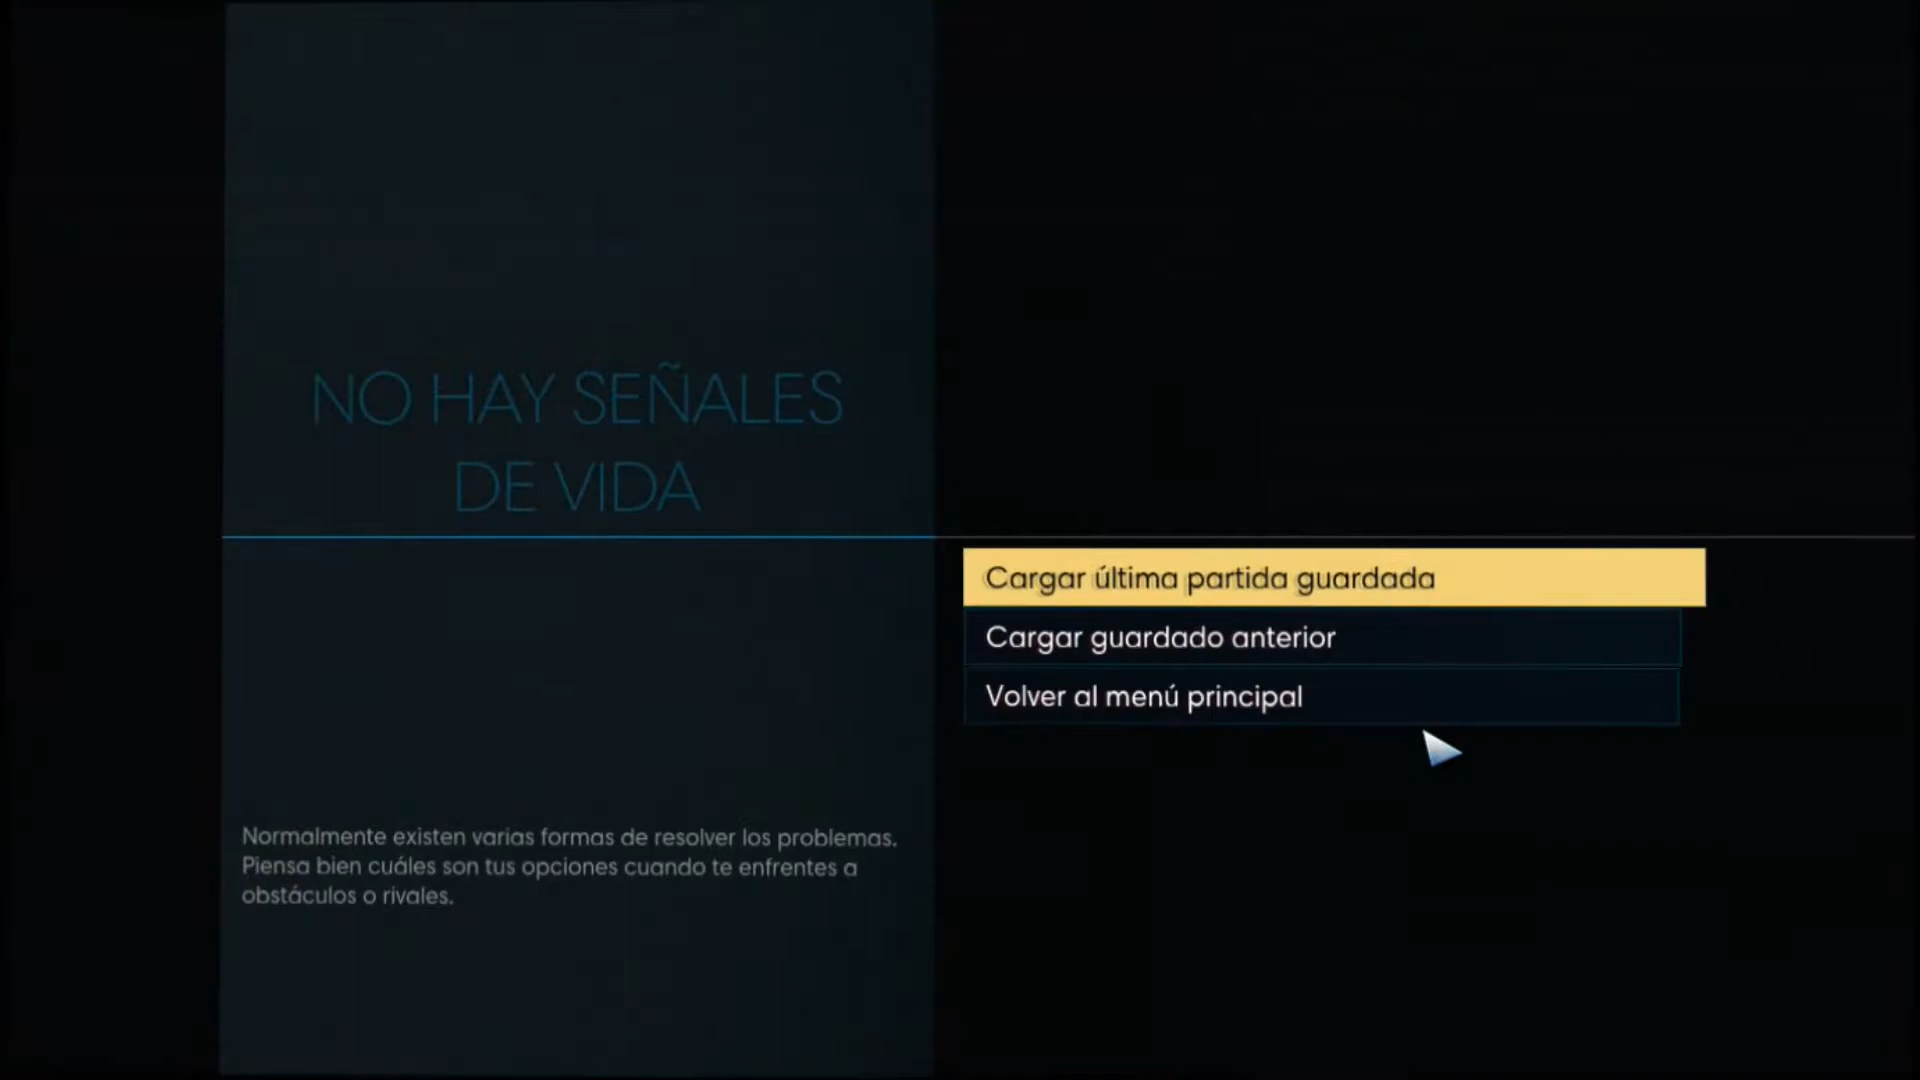 NO HAY SEÑALES
DE VIDA
Cargar última partida guardada
Cargar guardado anterior
Volver al menú principal
Normalmente existen varias formas de resolver los problemas.
Piensa bien cuáles son tus opciones cuando te enfrentes a
obstáculos o rivales.